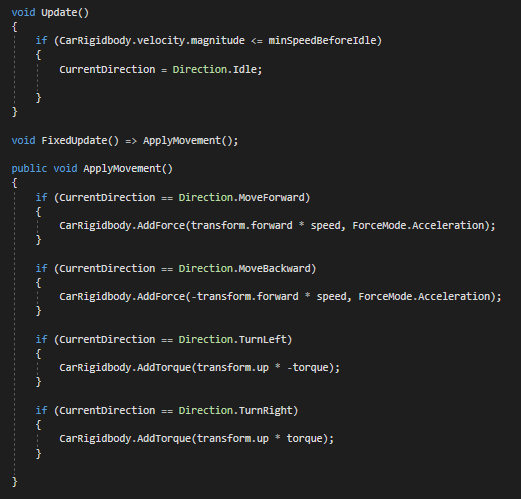 void Update()
{
if (CarRigidbody.velocity.magnitude <= minSpeedBeforeIdle)
{
CurrentDirection = Direction.Idle;
}
}
void FixedUpdate() => ApplyMovement();
public void ApplyMovement()
{
if (CurrentDirection == Direction.MoveForward)
{
CarRigidbody.AddForce(transform.forward * speed, ForceMode.Acceleration);
}
if (CurrentDirection == Direction.MoveBackward)
{
CarRigidbody.AddForce(-transform.forward * speed, ForceMode.Acceleration);
}
if (CurrentDirection == Direction.TurnLeft)
{
CarRigidbody.AddTorque(transform.up * -torque);
}
if (CurrentDirection == Direction.TurnRight)
{
CarRigidbody.AddTorque(transform.up * torque);
}
}